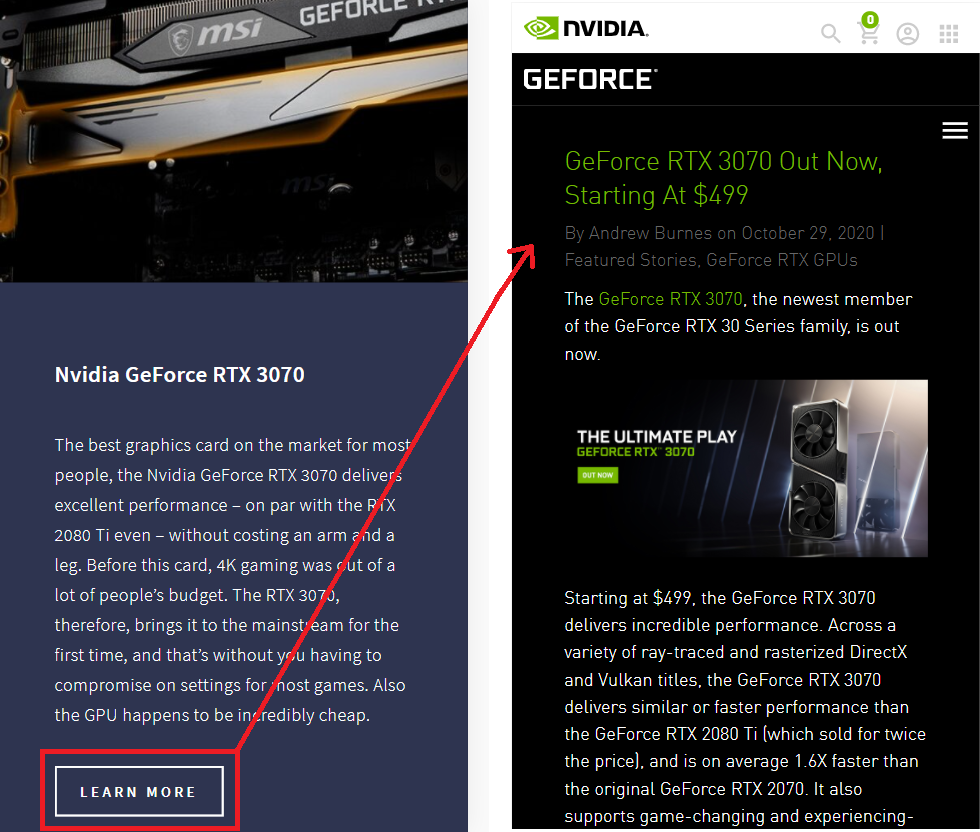 GEFORCE RTX
msi
msi
Nvidia GeForce RTX 3070
The best graphics card on the market for most
people, the Nvidia GeForce RTX 3070 delivers
excellent performance – on par with the RTX
2080 Ti even – without costing an arm and a
leg. Before this card, 4K gaming was out of a
lot of people’s budget. The RTX 3070,
therefore, brings it to the mainstream for the
first time, and that’s without you having to
compromise on settings for most games. Also
the GPU happens to be incredibly cheap.
LEARN MORE
NVIDIA.
0
GEFORCE
GeForce RTX 3070 Out Now,
Starting At $499
By Andrew Burnes on October 29, 2020 |
Featured Stories, GeForce RTX GPUs
The GeForce RTX 3070, the newest member
of the GeForce RTX 30 Series family, is out
now.
THE ULTIMATE PLAY
GEFORCE RTX™ 3070
OUT NOW
Starting at $499, the GeForce RTX 3070
delivers incredible performance. Across a
variety of ray-traced and rasterized DirectX
and Vulkan titles, the GeForce RTX 3070
delivers similar or faster performance than
the GeForce RTX 2080 Ti (which sold for twice
the price), and is on average 1.6X faster than
the original GeForce RTX 2070. It also
supports game-changing and experiencing-